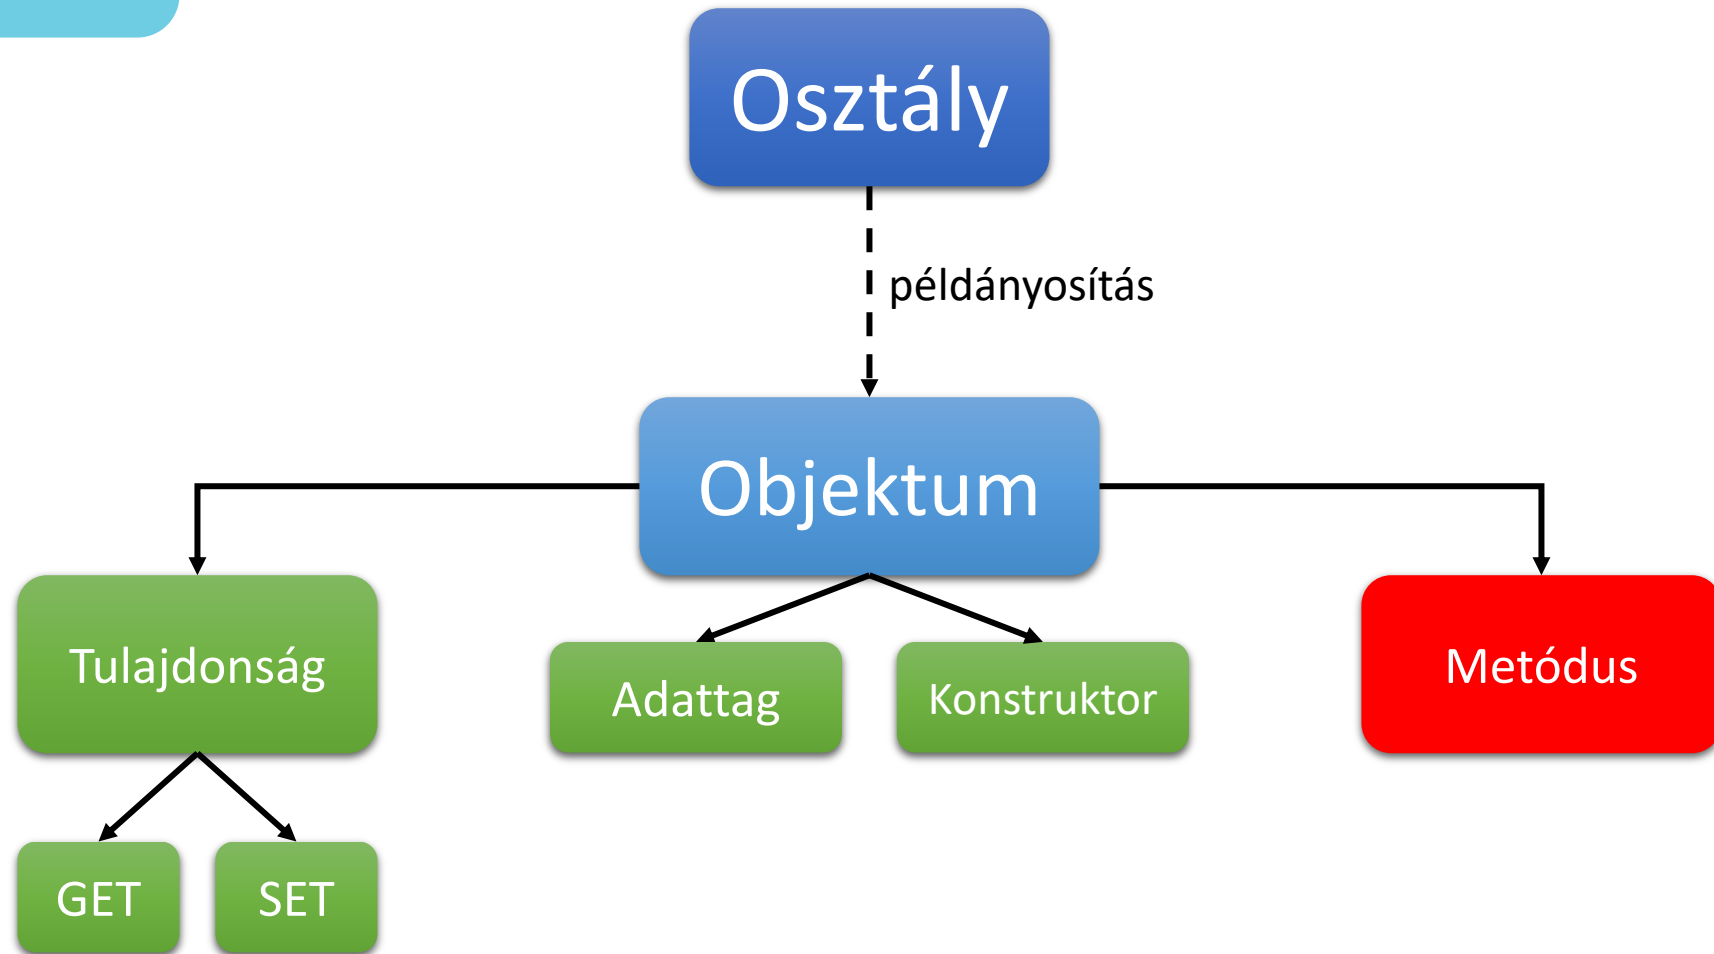 Osztály
példányosítás
Objektum
Tulajdonság
Adattag
Konstruktor
Metódus
GET
SET